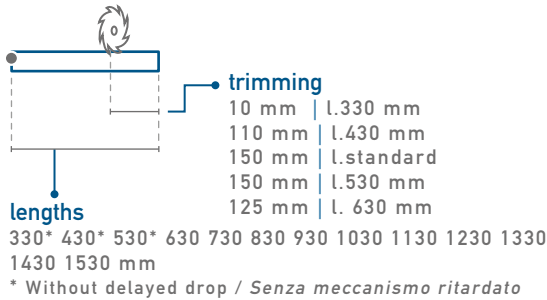 trimming
10 mm | l.330 mm
110 mm | l.430 mm
150 mm | l.standard
150 mm | l.530 mm
125 mm | l. 630 mm
lengths
330* 430* 530* 630 730 830 930 1030 1130 1230 1330
1430 1530 mm
* Without delayed drop / Senza meccanismo ritardato